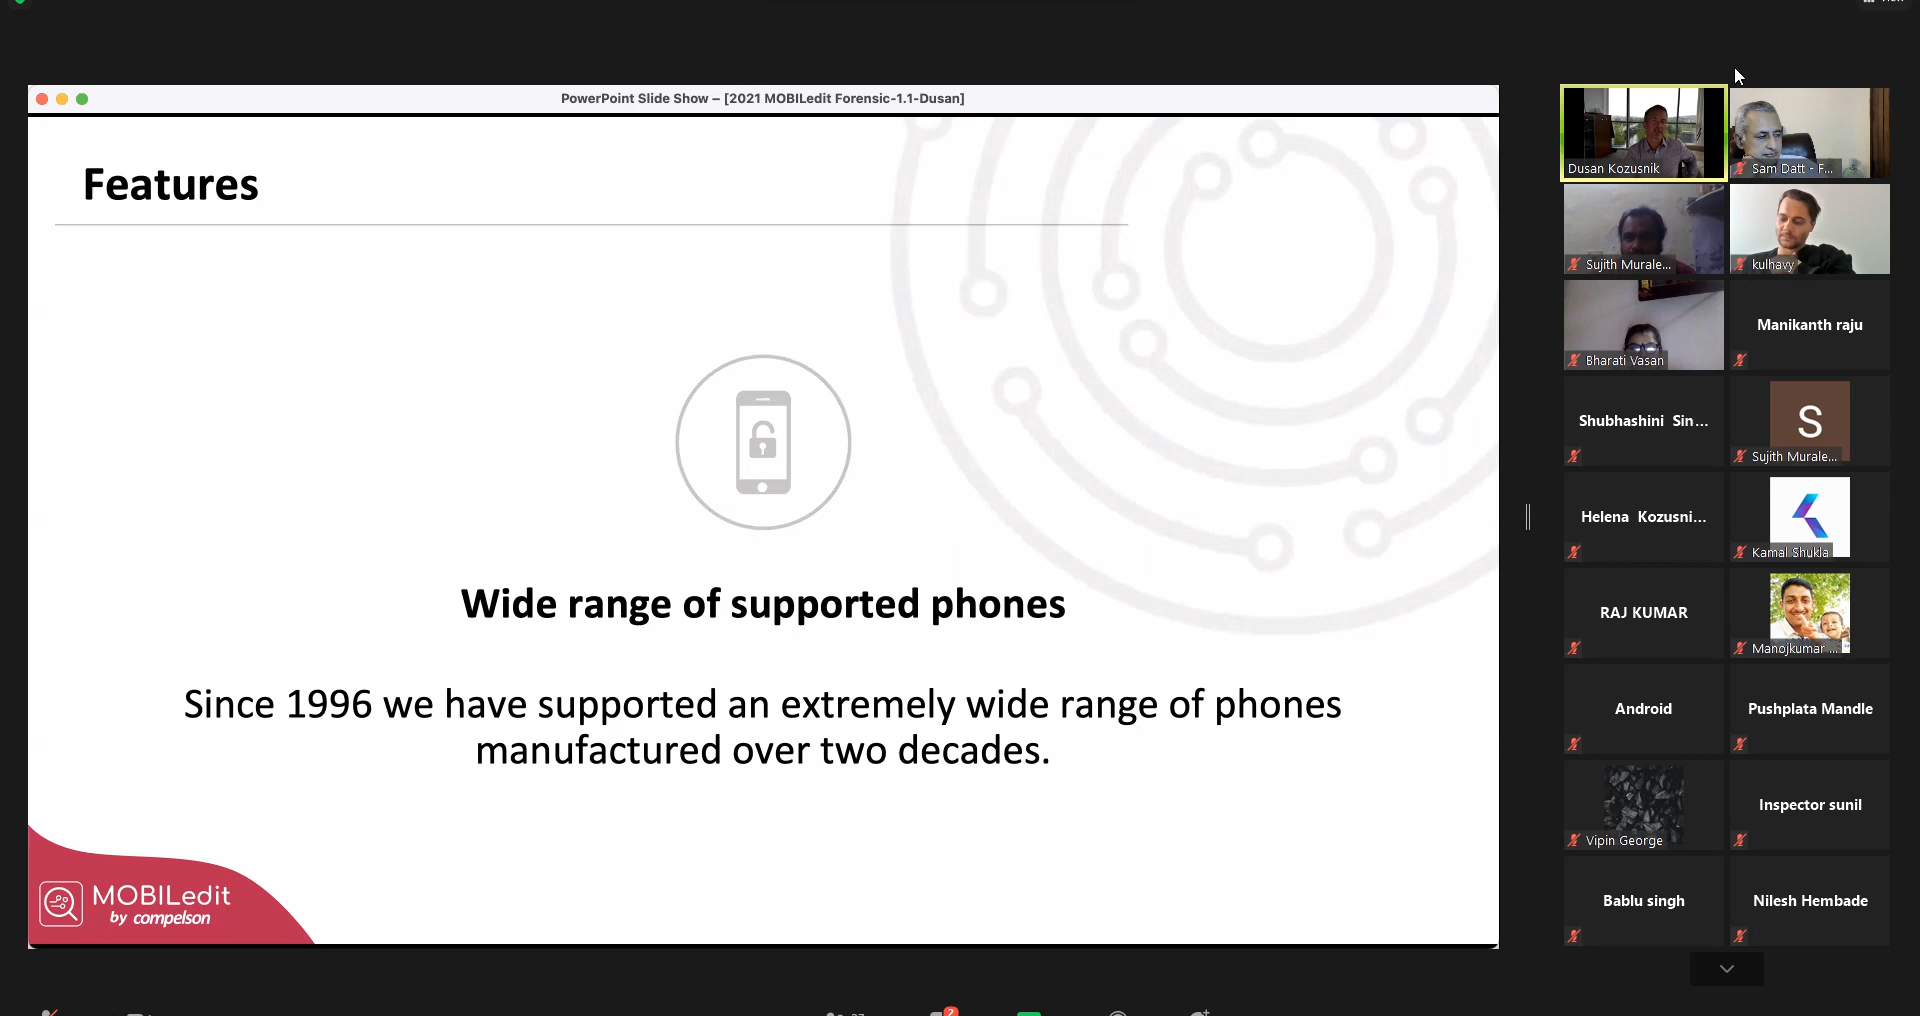 PowerPoint Slide Show – [2021 MOBILedit Forensic-1.1-Dusan]
Features
Wide range of supported phones
Since 1996 we have supported an extremely wide range of phones
manufactured over two decades.
MOBILedit
by compelson
Dusan Kozusnik
Sam Datt - F...
Sujith Murale...
kulhavy
Bharati Vasan
Manikanth raju
Shubhashini Sin...
S
Sujith Murale...
Helena Kozusni...
Kamal Shukla
RAJ KUMAR
Manojkumar ...
Android
Pushplata Mandle
Vipin George
Inspector sunil
Bablu singh
Nilesh Hembade
2